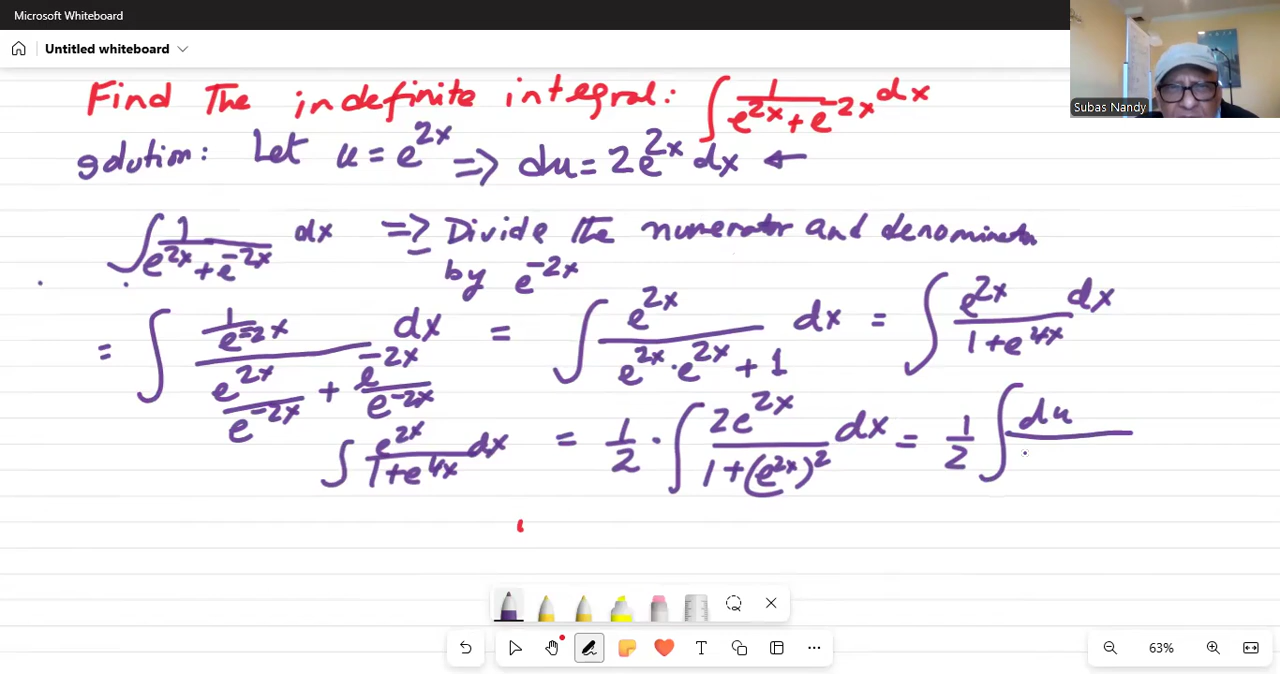 Microsoft Whiteboard
Untitled whiteboard
Subas Nandy
Find The indefinite integral: ∫ 1/(e^2x + e^-2x) dx
solution: Let u = e^2x => du = 2e^2x dx ←
∫ 1/(e^2x + e^-2x) dx => Divide the numerator and denominator
by e^-2x
= ∫ (1/e^-2x)/(e^2x/e^-2x + e^-2x/e^-2x) dx = ∫ e^2x/(e^2x · e^2x + 1) dx = ∫ e^2x/(1+e^4x) dx
∫ e^2x/(1+e^4x) dx = 1/2 · ∫ 2e^2x/(1+(e^2x)^2) dx = 1/2 ∫ du/
63%